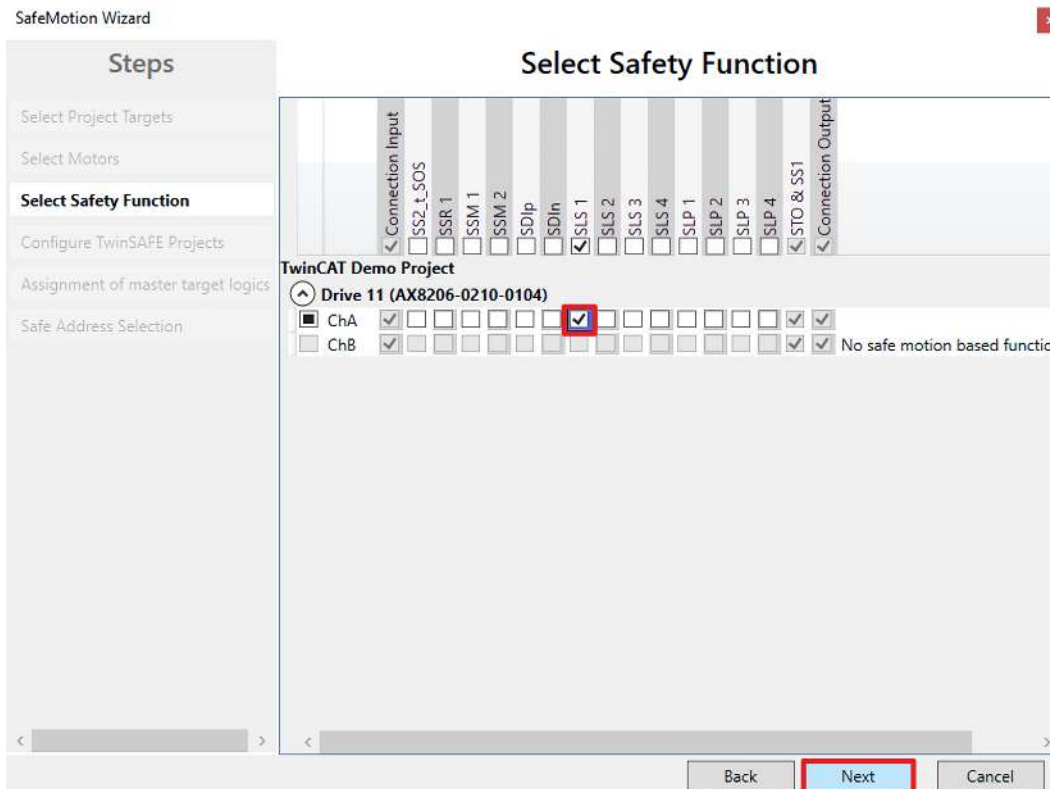 SafeMotion Wizard
Steps
Select Project Targets
Select Motors
Select Safety Function
Configure TwinSAFE Projects
Assignment of master target logics
Safe Address Selection
Select Safety Function
Connection Input
SS2_t_SOS
SSR 1
SSM 1
SSM 2
SDIp
SDIn
SLS 1
SLS 2
SLS 3
SLS 4
SLP 1
SLP 2
SLP 3
SLP 4
STO & SS1
Connection Output
TwinCAT Demo Project
Drive 11 (AX8206-0210-0104)
ChA
ChB No safe motion based functio
Back Next Cancel